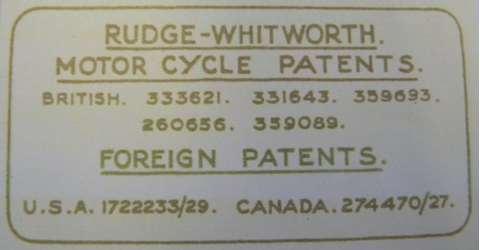 RUDGE-WHITWORTH.
MOTOR CYCLE PATENTS.
BRITISH. 333621. 331643. 359693.
260656. 359089.
FOREIGN PATENTS.
U.S.A. 1722233/29. CANADA. 274470/27.